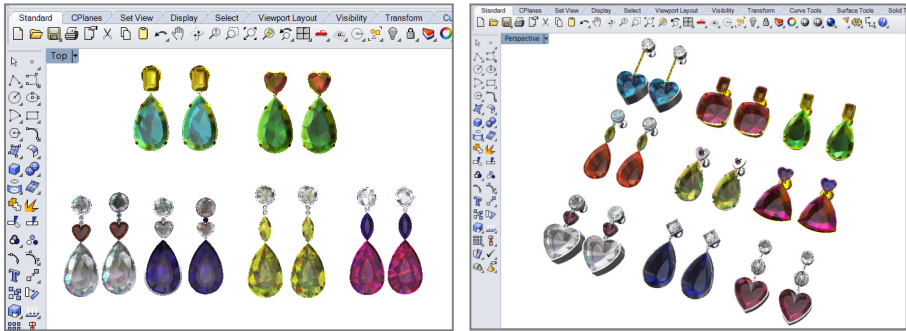 Standard CPlanes Set View Display Select Viewport Layout Visibility Transform
Top
Standard CPlanes Set View Display Select Viewport Layout Visibility Transform Curve Tools Surface Tools Solid T
Perspective